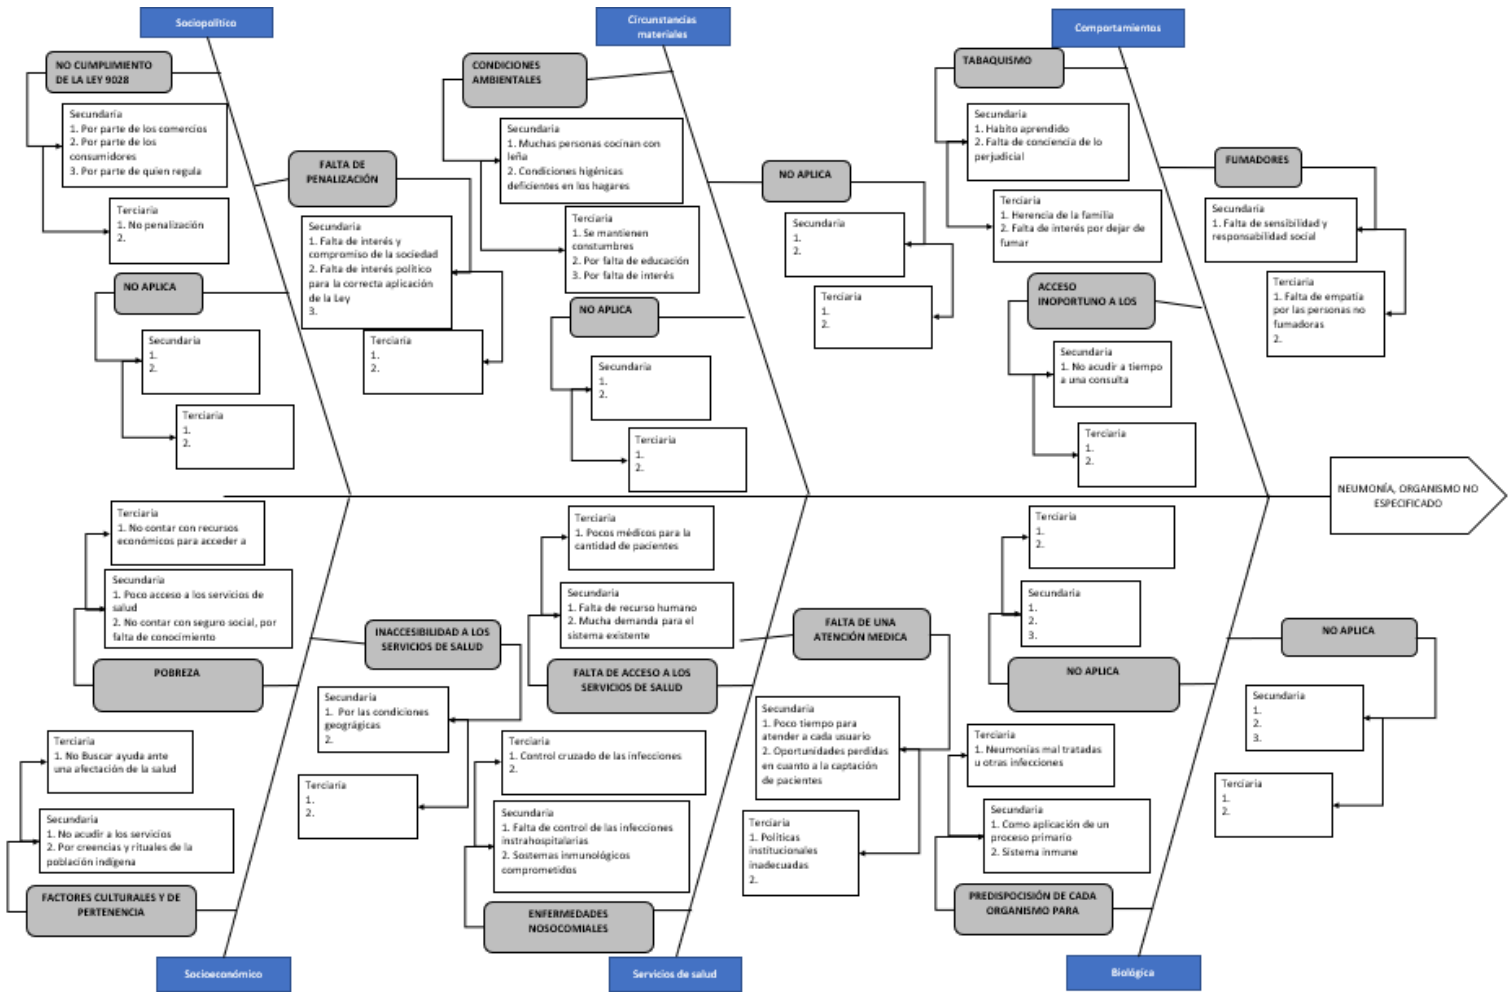 Sociopolítico
NO CUMPLIMIENTO
DE LA LEY 9028
Secundaria
1. Por parte de los comercios
2. Por parte de los
consumidores
3. Por parte de quien regula
Terciaria
1. No penalización
2.
FALTA DE
PENALIZACIÓN
Secundaria
1. Falta de interés y
compromiso de la sociedad
2. Falta de interés político
para la correcta aplicación
de la Ley
3.
Terciaria
1.
2.
NO APLICA
Secundaria
1.
2.
Terciaria
1.
2.
Circunstancias
materiales
CONDICIONES
AMBIENTALES
Secundaria
1. Muchas personas cocinan con
leña
2. Condiciones higénicas
deficientes en los hagares
Terciaria
1. Se mantienen
constumbres
2. Por falta de educación
3. Por falta de interés
NO APLICA
Secundaria
1.
2.
Terciaria
1.
2.
NO APLICA
Secundaria
1.
2.
Terciaria
1.
2.
Comportamientos
TABAQUISMO
Secundaria
1. Habito aprendido
2. Falta de conciencia de lo
perjudicial
Terciaria
1. Herencia de la familia
2. Falta de interés por dejar de
fumar
FUMADORES
Secundaria
1. Falta de sensibilidad y
responsabilidad social
Terciaria
1. Falta de empatía
por las personas no
fumadoras
2.
ACCESO
INOPORTUNO A LOS
Secundaria
1. No acudir a tiempo
a una consulta
Terciaria
1.
2.
NEUMONÍA, ORGANISMO NO
ESPECIFICADO
Terciaria
1. No contar con recursos
económicos para acceder a
Secundaria
1. Poco acceso a los servicios de
salud
2. No contar con seguro social, por
falta de conocimiento
POBREZA
INACCESIBILIDAD A LOS
SERVICIOS DE SALUD
Secundaria
1. Por las condiciones
geográgicas
2.
Terciaria
1.
2.
Terciaria
1. No Buscar ayuda ante
una afectación de la salud
Secundaria
1. No acudir a los servicios
2. Por creencias y rituales de la
población indígena
FACTORES CULTURALES Y DE
PERTENENCIA
Socioeconómico
Terciaria
1. Pocos médicos para la
cantidad de pacientes
Secundaria
1. Falta de recurso humano
2. Mucha demanda para el
sistema existente
FALTA DE ACCESO A LOS
SERVICIOS DE SALUD
FALTA DE UNA
ATENCIÓN MEDICA
Secundaria
1. Poco tiempo para
atender a cada usuario
2. Oportunidades perdidas
en cuanto a la captación
de pacientes
Terciaria
1. Políticas
institucionales
inadecuadas
2.
Terciaria
1. Control cruzado de las infecciones
2.
Secundaria
1. Falta de control de las infecciones
instrahospitalarias
2. Sostemas inmunológicos
comprometidos
ENFERMEDADES
NOSOCOMIALES
Servicios de salud
Terciaria
1.
2.
Secundaria
1.
2.
3.
NO APLICA
NO APLICA
Secundaria
1.
2.
3.
Terciaria
1.
2.
Terciaria
1. Neumonías mal tratadas
u otras infecciones
Secundaria
1. Como aplicación de un
proceso primario
2. Sistema inmune
PREDISPOCISIÓN DE CADA
ORGANISMO PARA
Biológica